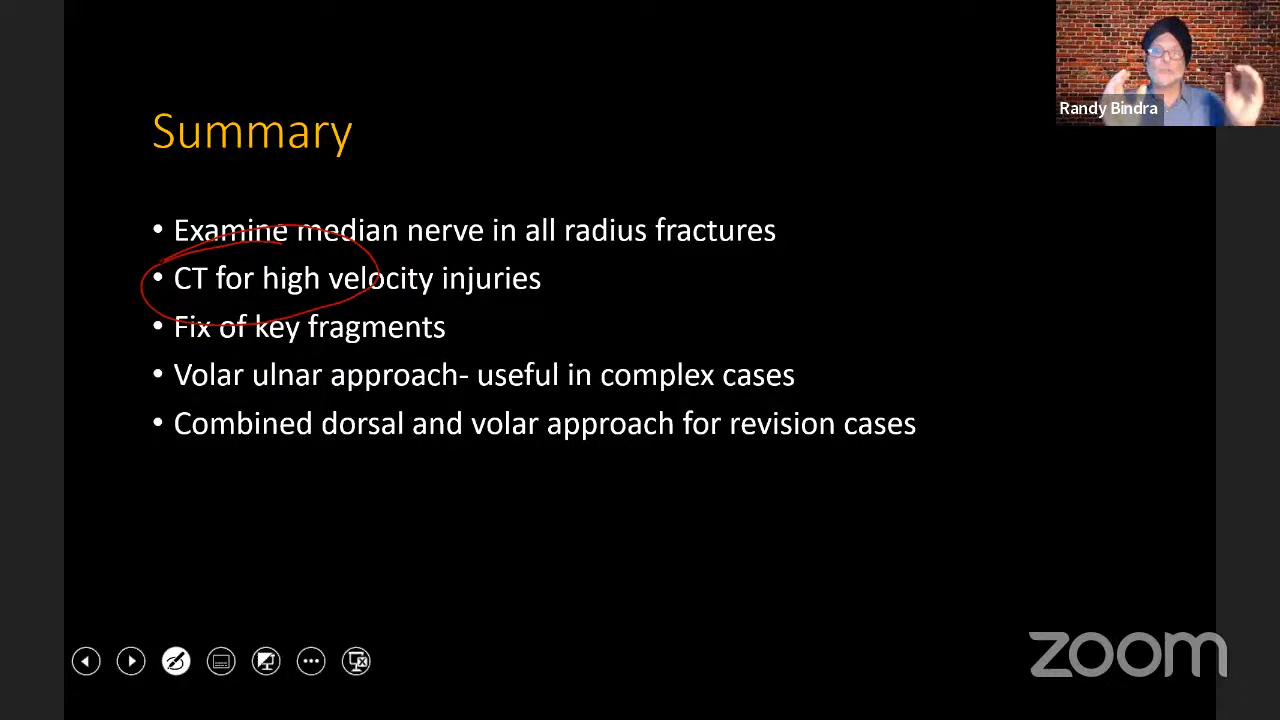 Randy Bindra
Summary
• Examine median nerve in all radius fractures
• CT for high velocity injuries
• Fix of key fragments
• Volar ulnar approach- useful in complex cases
• Combined dorsal and volar approach for revision cases
zoom